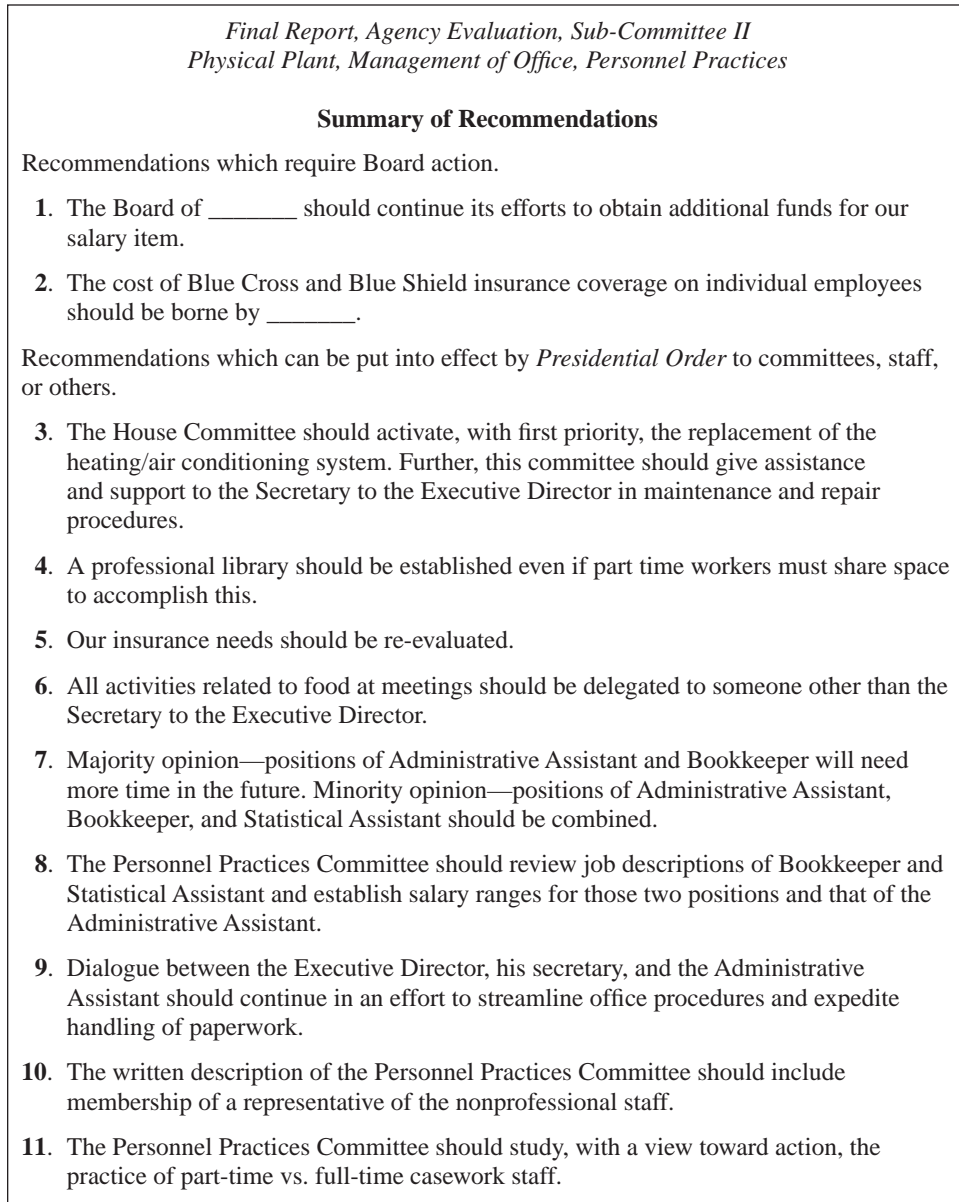 Final Report, Agency Evaluation, Sub-Committee II
Physical Plant, Management of Office, Personnel Practices
Summary of Recommendations
Recommendations which require Board action.
1. The Board of _______ should continue its efforts to obtain additional funds for our
salary item.
2. The cost of Blue Cross and Blue Shield insurance coverage on individual employees
should be borne by _______.
Recommendations which can be put into effect by Presidential Order to committees, staff,
or others.
3. The House Committee should activate, with first priority, the replacement of the
heating/air conditioning system. Further, this committee should give assistance
and support to the Secretary to the Executive Director in maintenance and repair
procedures.
4. A professional library should be established even if part time workers must share space
to accomplish this.
5. Our insurance needs should be re-evaluated.
6. All activities related to food at meetings should be delegated to someone other than the
Secretary to the Executive Director.
7. Majority opinion—positions of Administrative Assistant and Bookkeeper will need
more time in the future. Minority opinion—positions of Administrative Assistant,
Bookkeeper, and Statistical Assistant should be combined.
8. The Personnel Practices Committee should review job descriptions of Bookkeeper and
Statistical Assistant and establish salary ranges for those two positions and that of the
Administrative Assistant.
9. Dialogue between the Executive Director, his secretary, and the Administrative
Assistant should continue in an effort to streamline office procedures and expedite
handling of paperwork.
10. The written description of the Personnel Practices Committee should include
membership of a representative of the nonprofessional staff.
11. The Personnel Practices Committee should study, with a view toward action, the
practice of part-time vs. full-time casework staff.